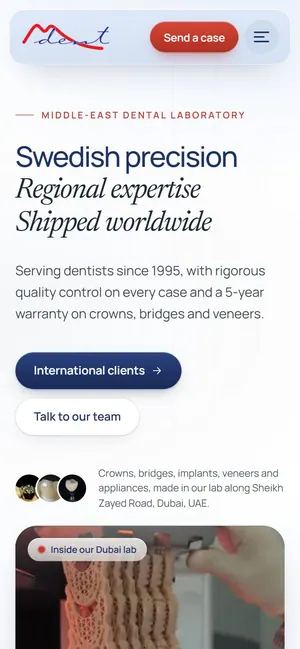 dent
Send a case
MIDDLE-EAST DENTAL LABORATORY
Swedish precision
Regional expertise
Shipped worldwide
Serving dentists since 1995, with rigorous
quality control on every case and a 5-year
warranty on crowns, bridges and veneers.
International clients →
Talk to our team
Crowns, bridges, implants, veneers and
appliances, made in our lab along Sheikh
Zayed Road, Dubai, UAE.
Inside our Dubai lab